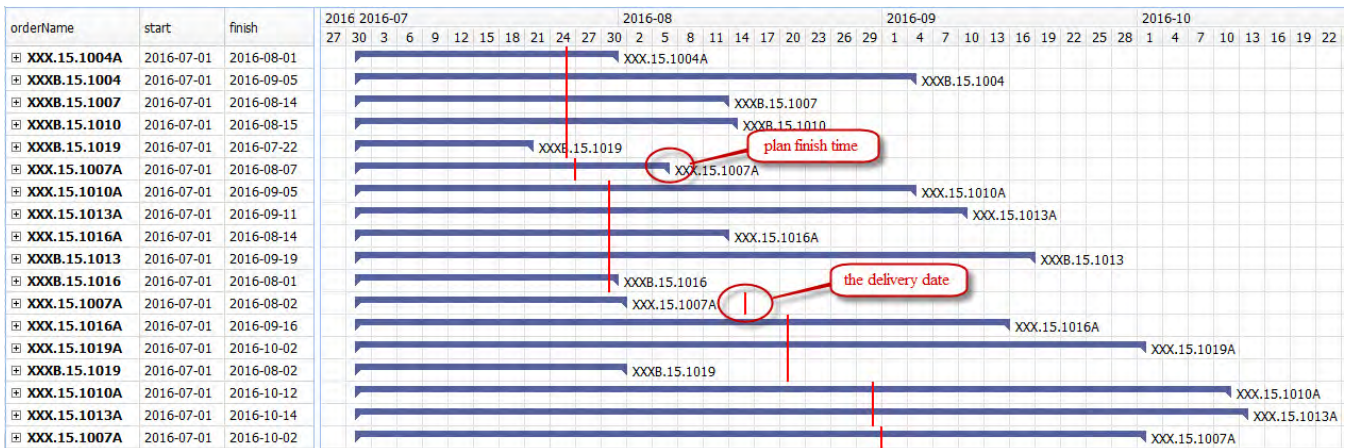 orderName start finish 2016 2016-07 2016-08 2016-09 2016-10
27 30 3 6 9 12 15 18 21 24 27 30 2 5 8 11 14 17 20 23 26 29 1 4 7 10 13 16 19 22 25 28 1 4 7 10 13 16 19 22
XXX.15.1004A 2016-07-01 2016-08-01 XXX.15.1004A
XXXB.15.1004 2016-07-01 2016-09-05 XXXB.15.1004
XXXB.15.1007 2016-07-01 2016-08-14 XXXB.15.1007
XXXB.15.1010 2016-07-01 2016-08-15 XXXB.15.1010
XXXB.15.1019 2016-07-01 2016-07-22 XXXB.15.1019 plan finish time
XXX.15.1007A 2016-07-01 2016-08-07 XXX.15.1007A
XXX.15.1010A 2016-07-01 2016-09-05 XXX.15.1010A
XXX.15.1013A 2016-07-01 2016-09-11 XXX.15.1013A
XXX.15.1016A 2016-07-01 2016-08-14 XXX.15.1016A
XXXB.15.1013 2016-07-01 2016-09-19 XXXB.15.1013
XXXB.15.1016 2016-07-01 2016-08-01 XXXB.15.1016 the delivery date
XXX.15.1007A 2016-07-01 2016-08-02 XXX.15.1007A
XXX.15.1016A 2016-07-01 2016-09-16 XXX.15.1016A
XXX.15.1019A 2016-07-01 2016-10-02 XXX.15.1019A
XXXB.15.1019 2016-07-01 2016-08-02 XXXB.15.1019
XXX.15.1010A 2016-07-01 2016-10-12 XXX.15.1010A
XXX.15.1013A 2016-07-01 2016-10-14 XXX.15.1013A
XXX.15.1007A 2016-07-01 2016-10-02 XXX.15.1007A